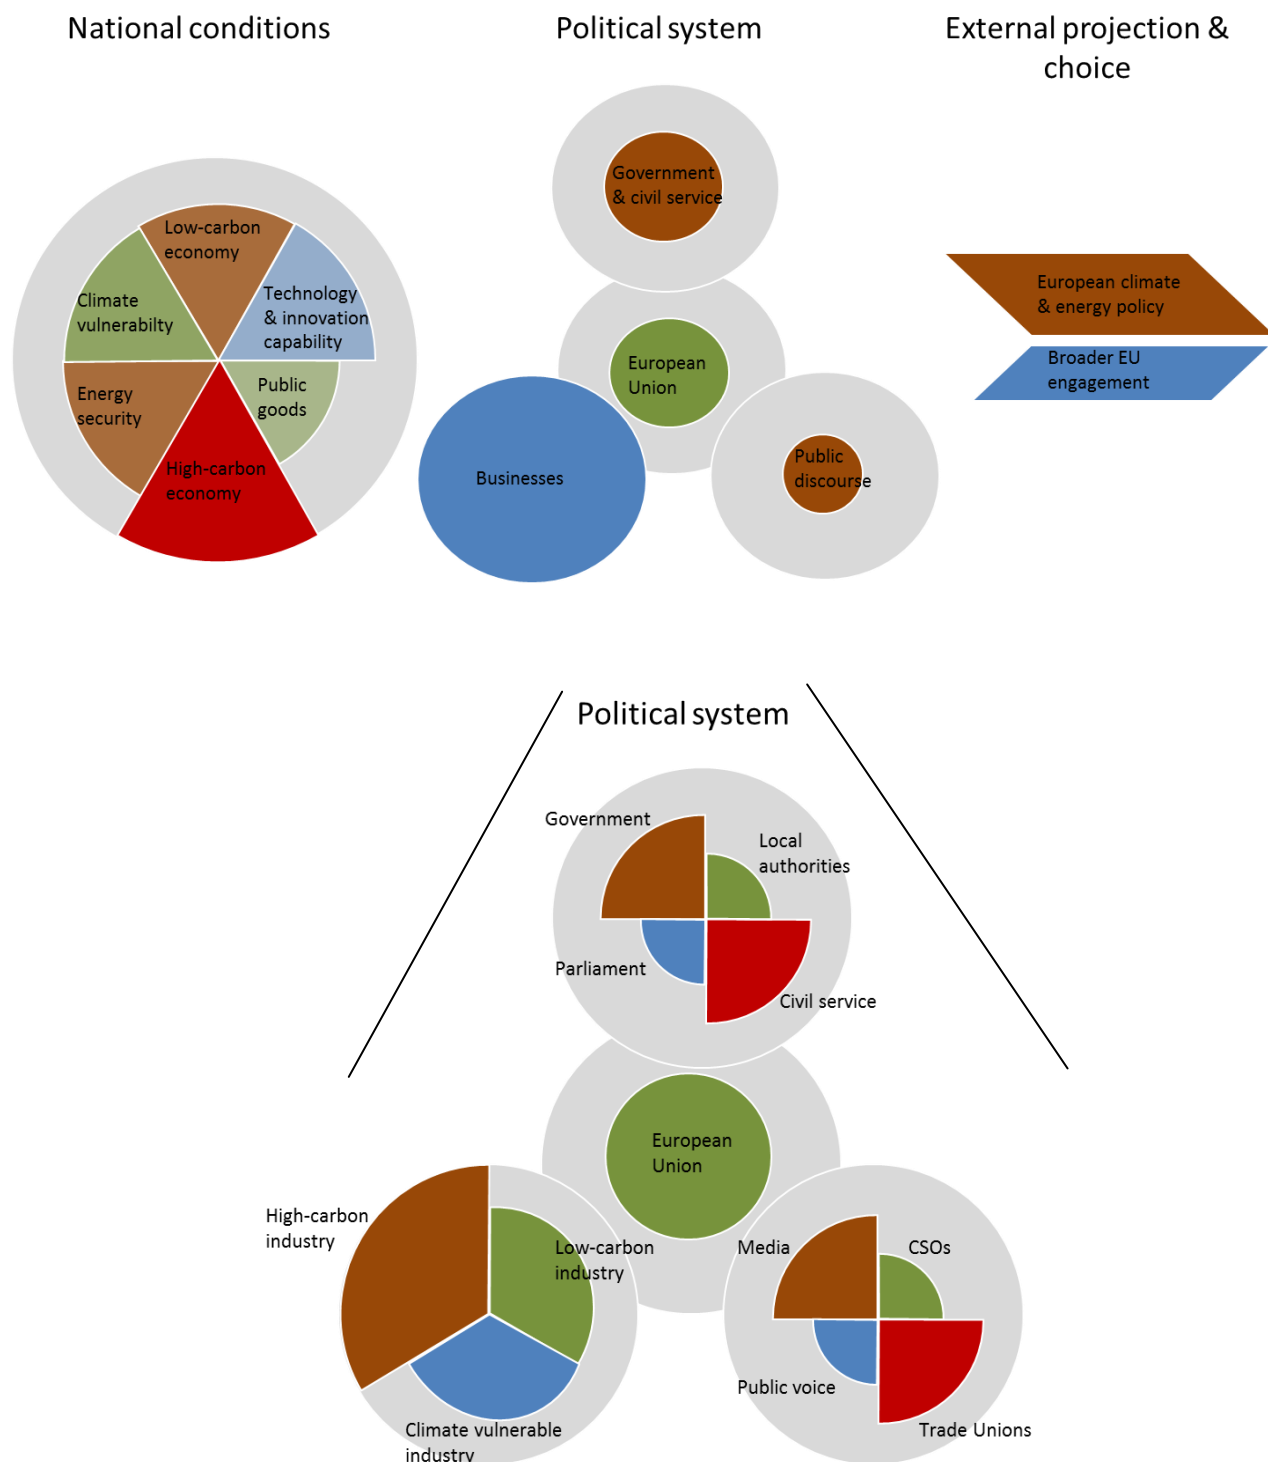 National conditions
Political system
External projection &
choice
Low-carbon
economy
Climate
vulnerabilty
Technology
& innovation
capability
Energy
security
Public
goods
High-carbon
economy
Government
& civil service
European
Union
Businesses
Public
discourse
European climate
& energy policy
Broader EU
engagement
Political system
Government
Local
authorities
Parliament
Civil service
European
Union
High-carbon
industry
Low-carbon
industry
Climate vulnerable
industry
Media
CSOs
Public voice
Trade Unions